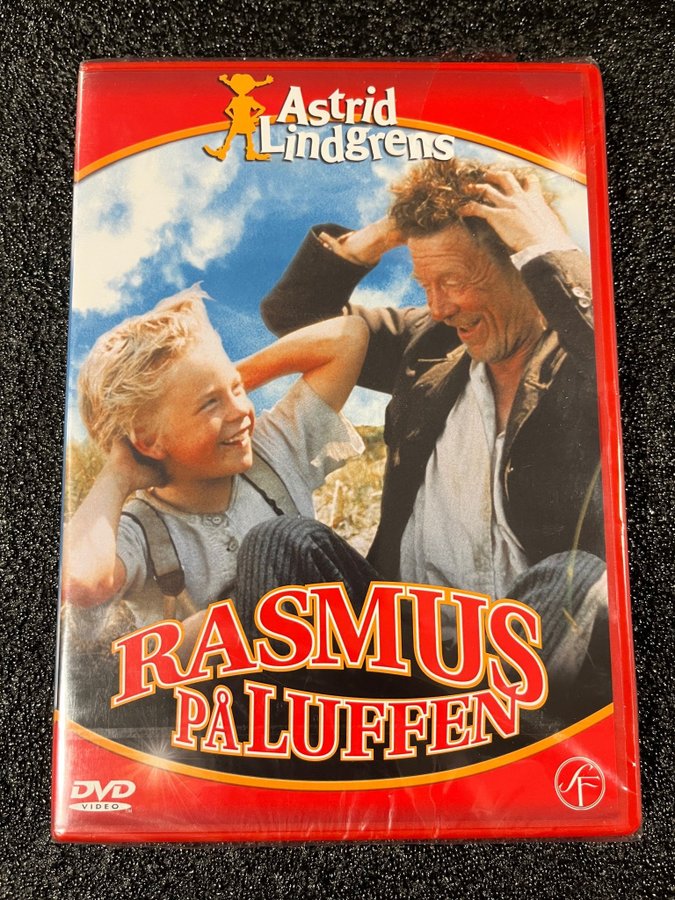 Astrid
Lindgrens
RASMUS
PÅ LUFFEN
DVD
VIDEO
SF